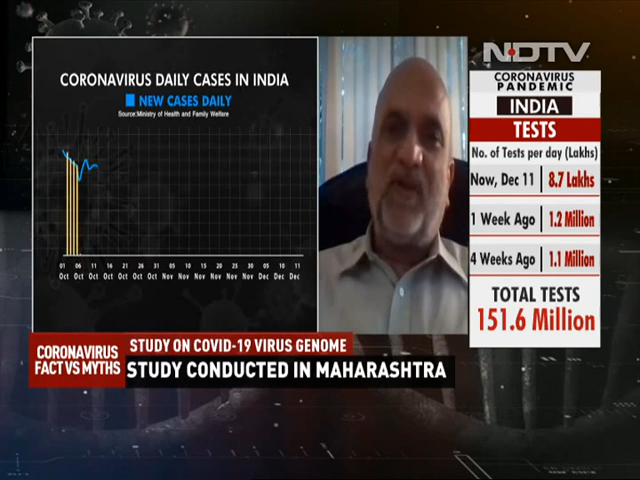 CORONAVIRUS DAILY CASES IN INDIA
NEW CASES DAILY
Source:Ministry of Health and Family Welfare
01 Oct 06 Oct 11 Oct 16 Oct 21 Oct 26 Oct 31 Oct 05 Nov 10 Nov 15 Nov 20 Nov 25 Nov 30 Nov 05 Dec 10 Dec 11 Dec
NDTV
CORONAVIRUS
PANDEMIC
INDIA
TESTS
No. of Tests per day (Lakhs)
Now, Dec 11 8.7 Lakhs
1 Week Ago 1.2 Million
4 Weeks Ago 1.1 Million
TOTAL TESTS
151.6 Million
CORONAVIRUS
FACT VS MYTHS
STUDY ON COVID-19 VIRUS GENOME
STUDY CONDUCTED IN MAHARASHTRA